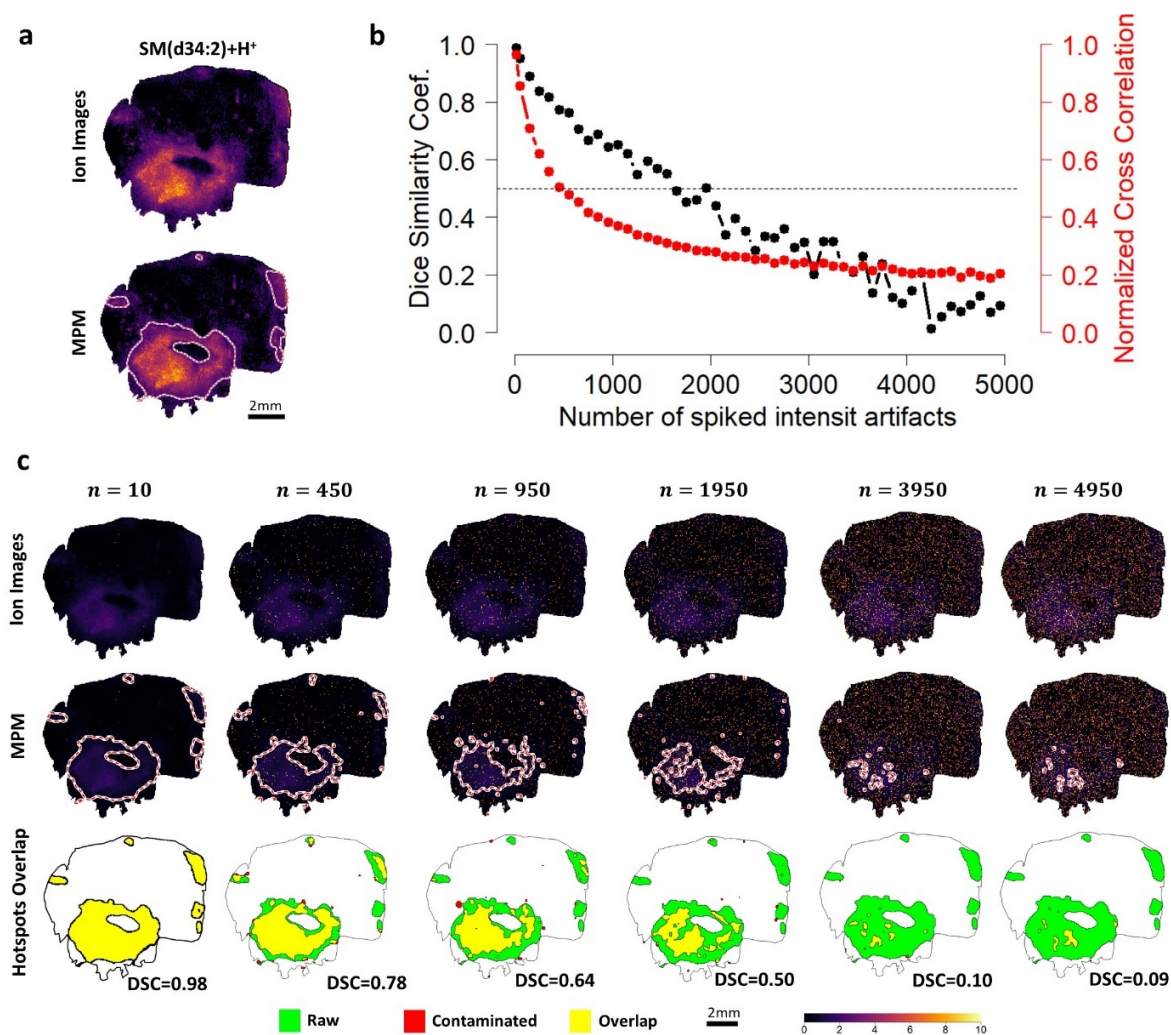 a
SM(d34:2)+H⁺
Ion Images
MPM
2mm
b
Dice Similarity Coef.
1.0
0.8
0.6
0.4
0.2
0.0
1.0
0.8
0.6
0.4
0.2
0.0
Normalized Cross Correlation
0 1000 2000 3000 4000 5000
Number of spiked intensit artifacts
c
n = 10 n = 450 n = 950 n = 1950 n = 3950 n = 4950
Ion Images
MPM
Hotspots Overlap
DSC=0.98 DSC=0.78 DSC=0.64 DSC=0.50 DSC=0.10 DSC=0.09
Raw Contaminated Overlap 2mm
0 2 4 6 8 10